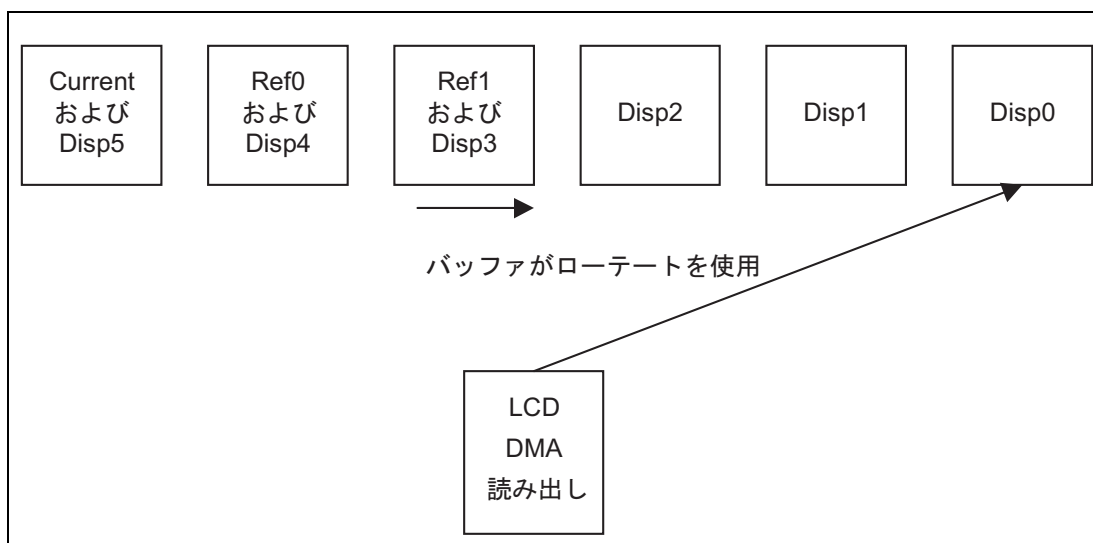 Current
および
Disp5
Ref0
および
Disp4
Ref1
および
Disp3
Disp2
Disp1
Disp0
バッファがローテートを使用
LCD
DMA
読み出し